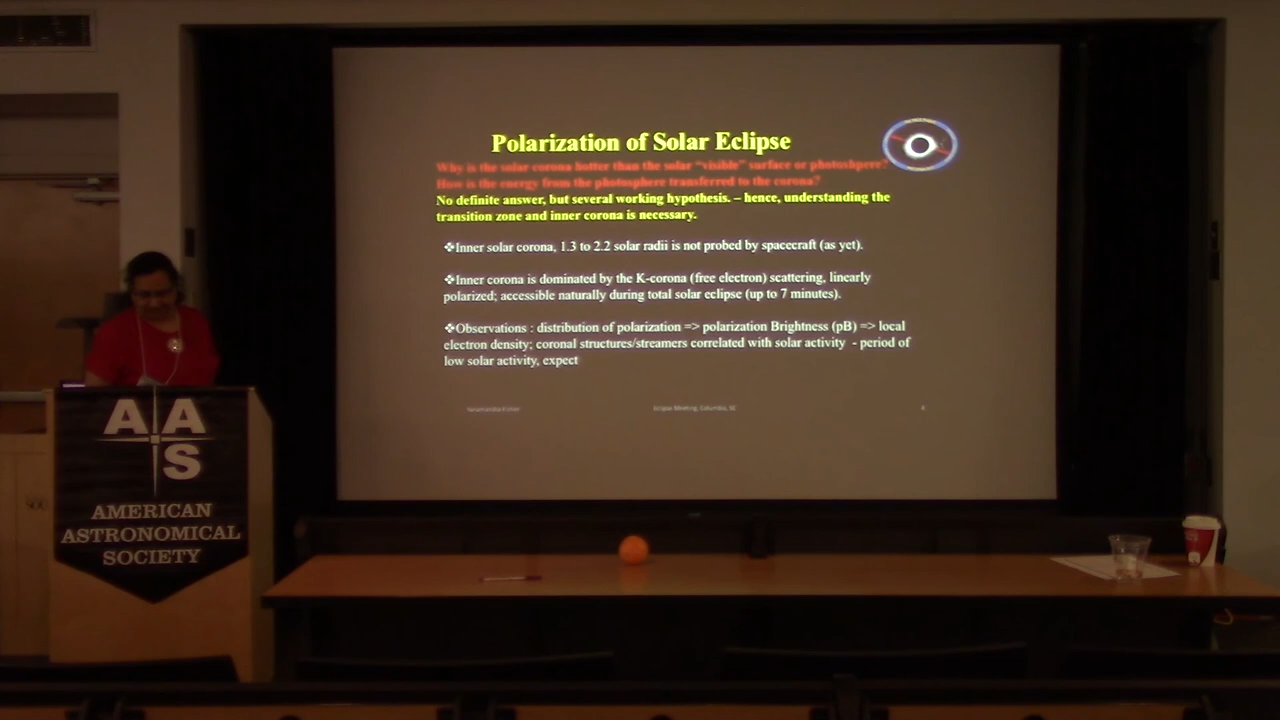 Polarization of Solar Eclipse
Why is the solar corona hotter than the solar “visible” surface or photoshpere?
How is the energy from the photosphere transferred to the corona?
No definite answer, but several working hypothesis. – hence, understanding the
transition zone and inner corona is necessary.
❖Inner solar corona, 1.3 to 2.2 solar radii is not probed by spacecraft (as yet).
❖Inner corona is dominated by the K-corona (free electron) scattering, linearly
polarized; accessible naturally during total solar eclipse (up to 7 minutes).
❖Observations : distribution of polarization => polarization Brightness (pB) => local
electron density; coronal structures/streamers correlated with solar activity - period of
low solar activity, expect
Eclipse Meeting, Columbia, SC
AAS
AMERICAN
ASTRONOMICAL
SOCIETY